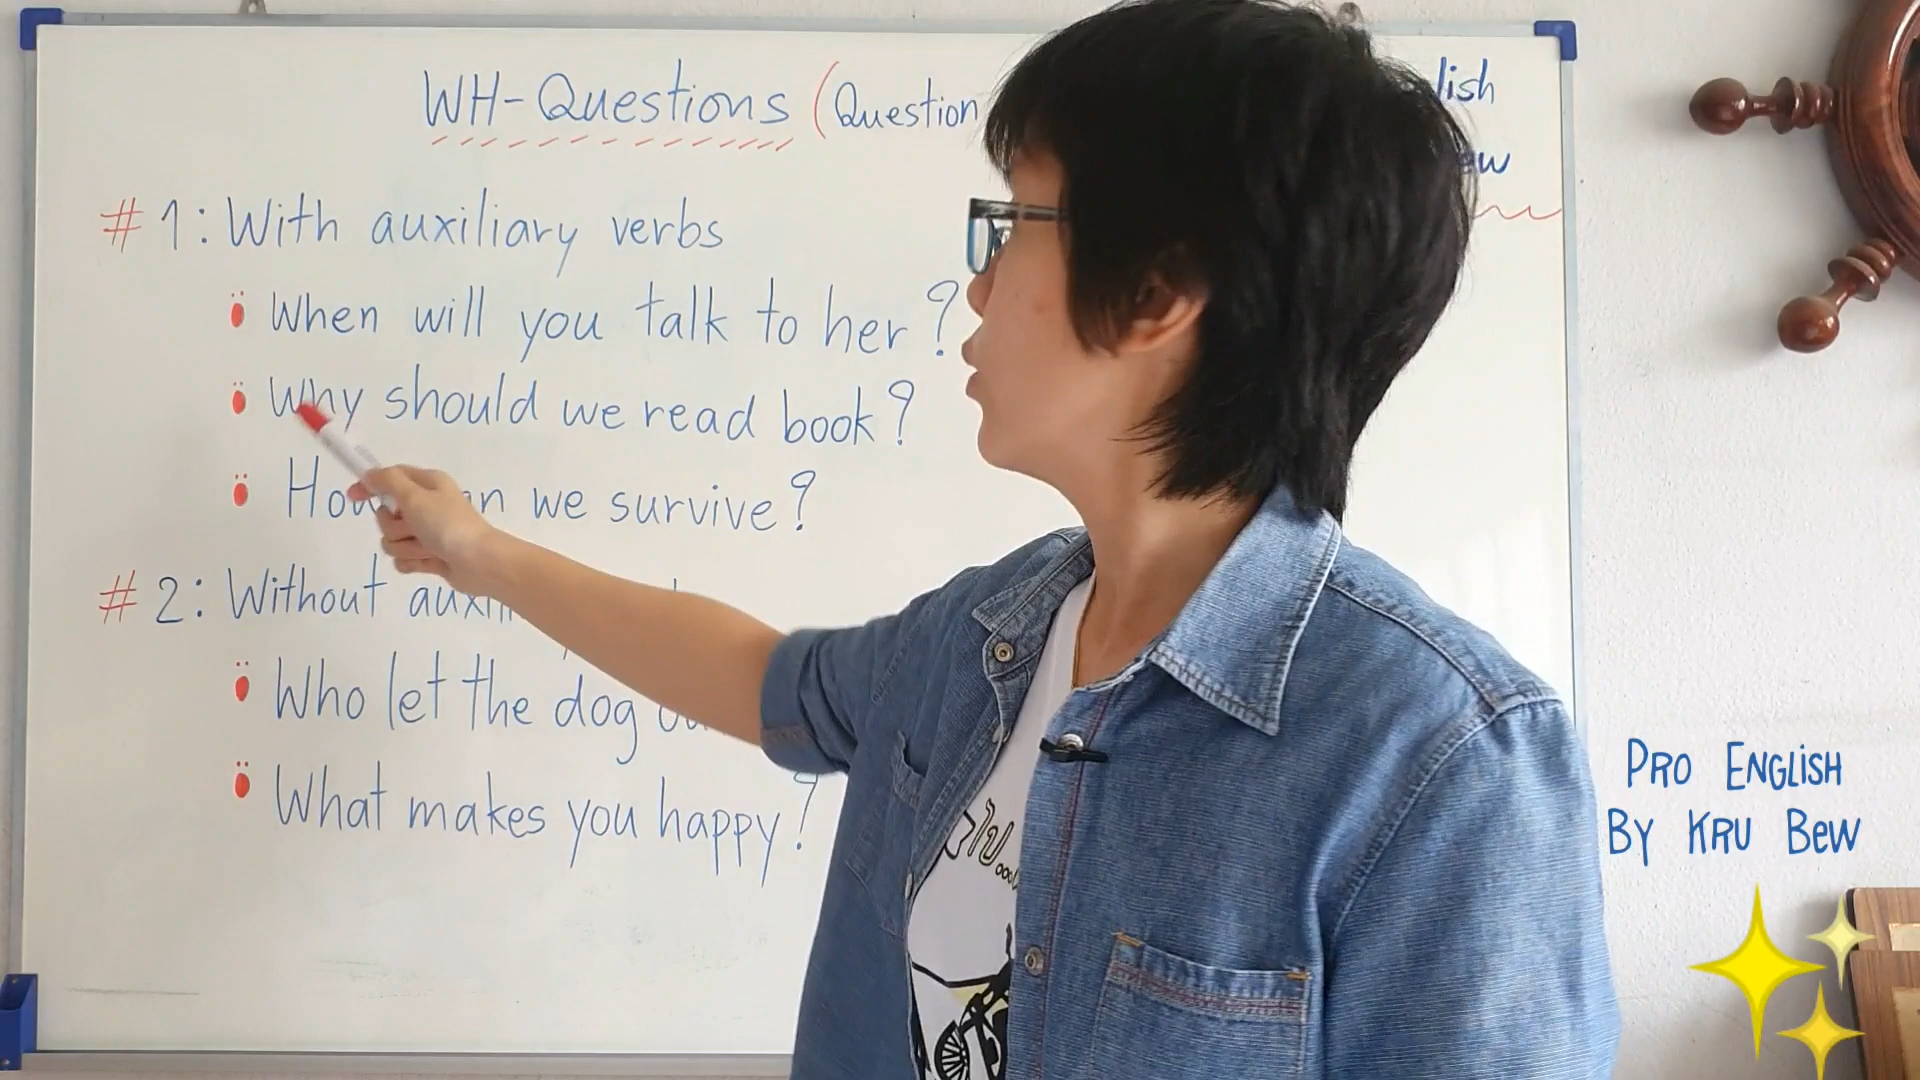 WH-Questions (Question
# 1: With auxiliary verbs
When will you talk to her?
Why should we read book?
How we survive?
# 2: Without
Who let the dog
What makes you happy?
PRO ENGLISH
BY KRU BEW